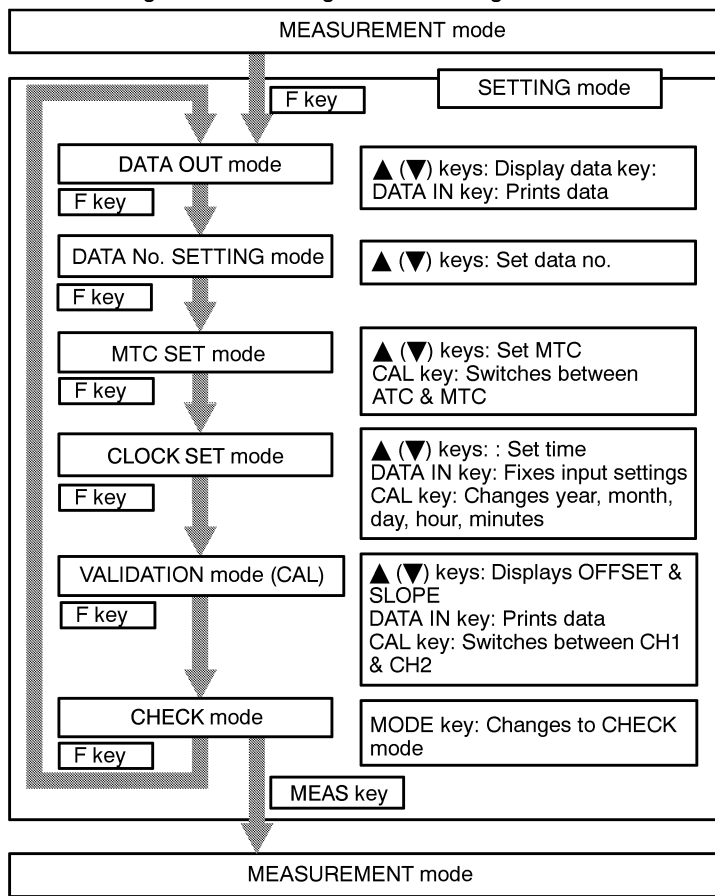 MEASUREMENT mode
SETTING mode
F key
DATA OUT mode
▲ (▼) keys: Display data key:
DATA IN key: Prints data
F key
DATA No. SETTING mode
▲ (▼) keys: Set data no.
F key
MTC SET mode
▲ (▼) keys: Set MTC
CAL key: Switches between
ATC & MTC
F key
CLOCK SET mode
▲ (▼) keys: : Set time
DATA IN key: Fixes input settings
CAL key: Changes year, month,
day, hour, minutes
F key
VALIDATION mode (CAL)
▲ (▼) keys: Displays OFFSET &
SLOPE
DATA IN key: Prints data
CAL key: Switches between CH1
& CH2
F key
CHECK mode
MODE key: Changes to CHECK
mode
F key
MEAS key
MEASUREMENT mode